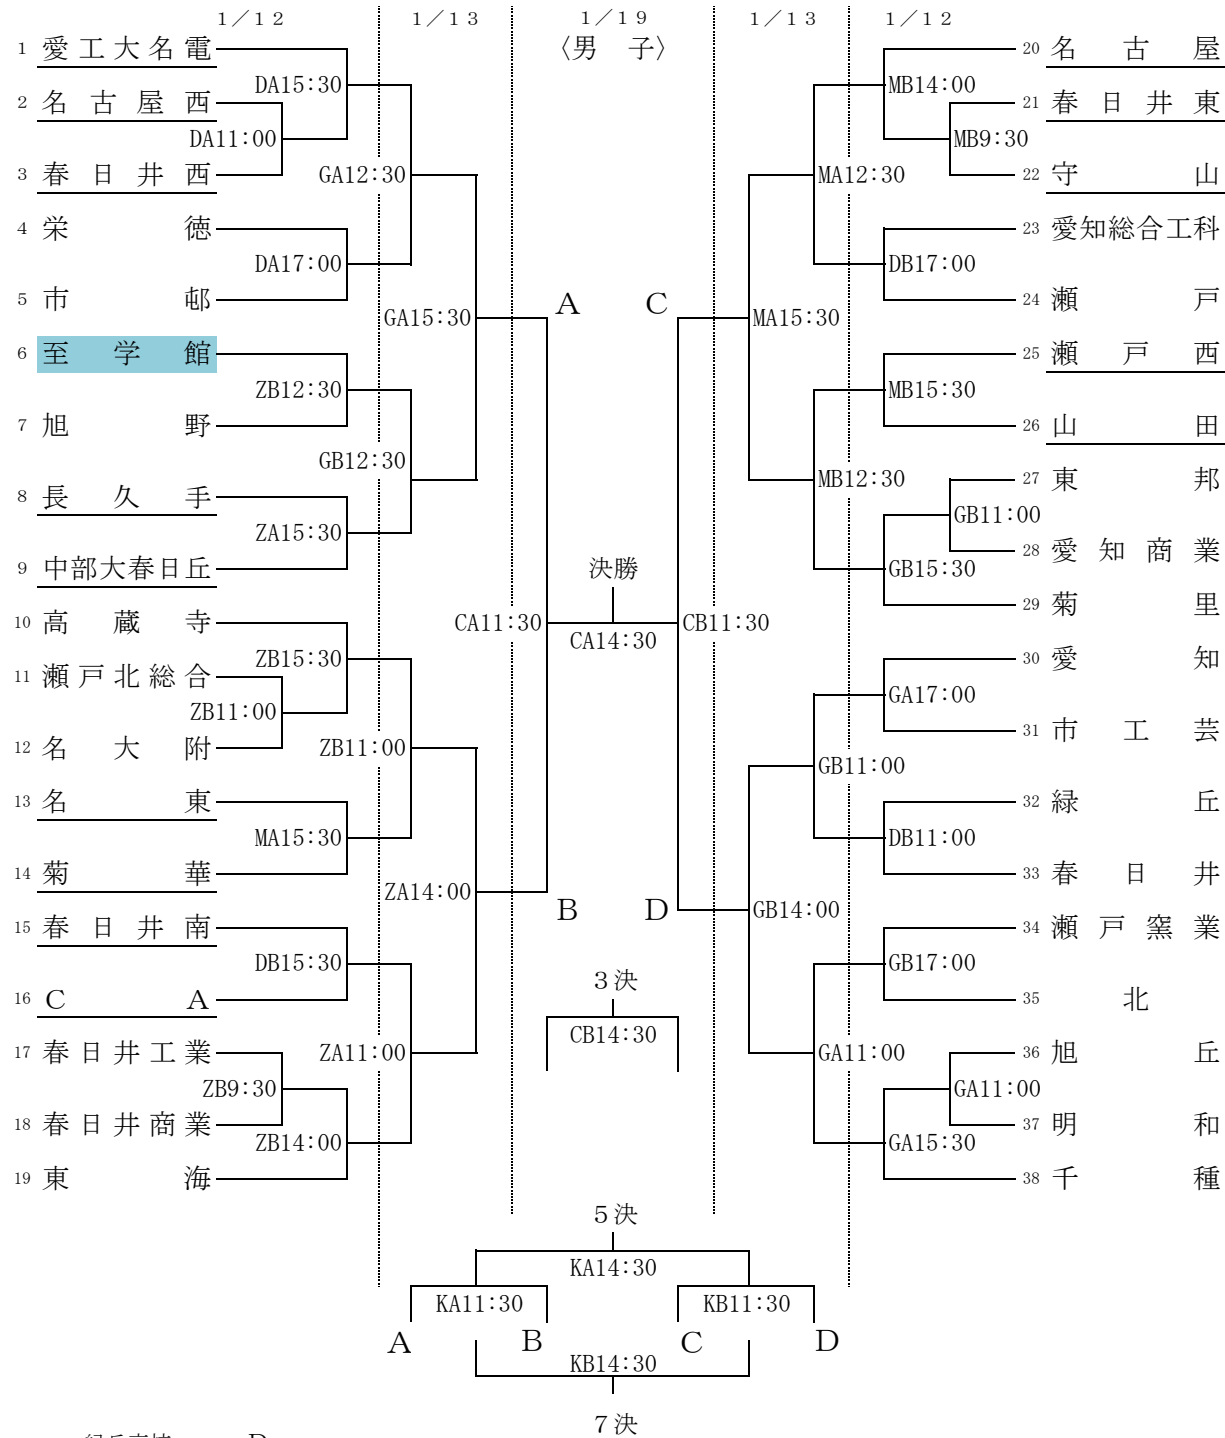 1／12 1／13 1／19 1／13 1／12
〈男　子〉
1 愛工大名電 20 名古屋
DA15:30 MB14:00
2 名古屋西 21 春日井東
DA11:00 MB9:30
3 春日井西 GA12:30 MA12:30 22 守山
4 栄徳 23 愛知総合工科
DA17:00 DB17:00
5 市邨 24 瀬戸
GA15:30 A C MA15:30
6 至学館 25 瀬戸西
ZB12:30 MB15:30
7 旭野 26 山田
GB12:30 MB12:30 27 東邦
8 長久手 GB11:00
ZA15:30 28 愛知商業
9 中部大春日丘 決勝 GB15:30
29 菊里
10 高蔵寺 CA11:30 CA14:30 CB11:30
ZB15:30 30 愛知
11 瀬戸北総合 GA17:00
ZB11:00
12 名大附 ZB11:00 31 市工芸
GB11:00
13 名東 32 緑丘
MA15:30 DB11:00
14 菊華 33 春日井
ZA14:00 B D GB14:00
15 春日井南 34 瀬戸窯業
DB15:30 GB17:00
3決
16 CA 35 北
CB14:30
17 春日井工業 ZA11:00 GA11:00 36 旭丘
ZB9:30 GA11:00
18 春日井商業 37 明和
ZB14:00 GA15:30
19 東海 38 千種
5決
KA14:30
KA11:30 KB11:30
A B C D
KB14:30
7決